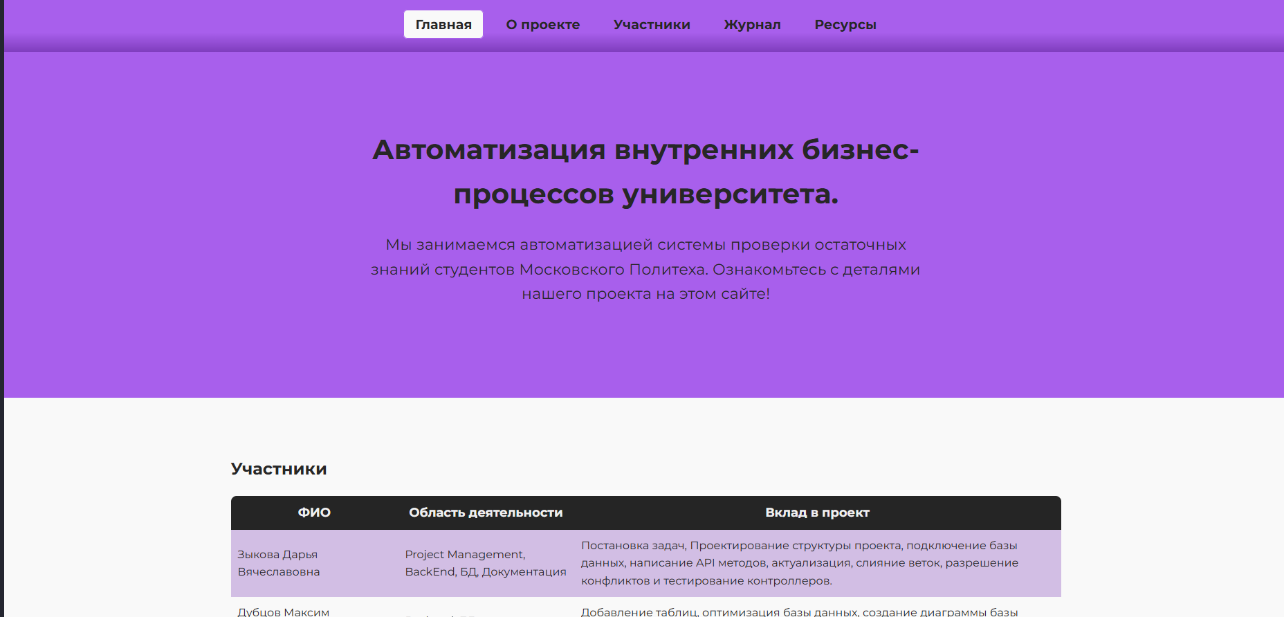 Главная О проекте Участники Журнал Ресурсы
Автоматизация внутренних бизнес-
процессов университета.
Мы занимаемся автоматизацией системы проверки остаточных
знаний студентов Московского Политеха. Ознакомьтесь с деталями
нашего проекта на этом сайте!
Участники
ФИО Область деятельности Вклад в проект
Зыкова Дарья
Вячеславовна
Project Management,
BackEnd, БД, Документация
Постановка задач, Проектирование структуры проекта, подключение базы
данных, написание API методов, актуализация, слияние веток, разрешение
конфликтов и тестирование контроллеров.
Дубцов Максим
Добавление таблиц, оптимизация базы данных, создание диаграммы базы